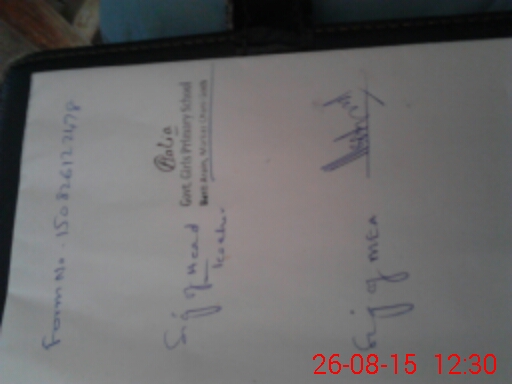 Form No. 150826122478
Sig of Head
teacher.
Govt. Girls Primary School
Sig of MEA
26-08-15 12:30